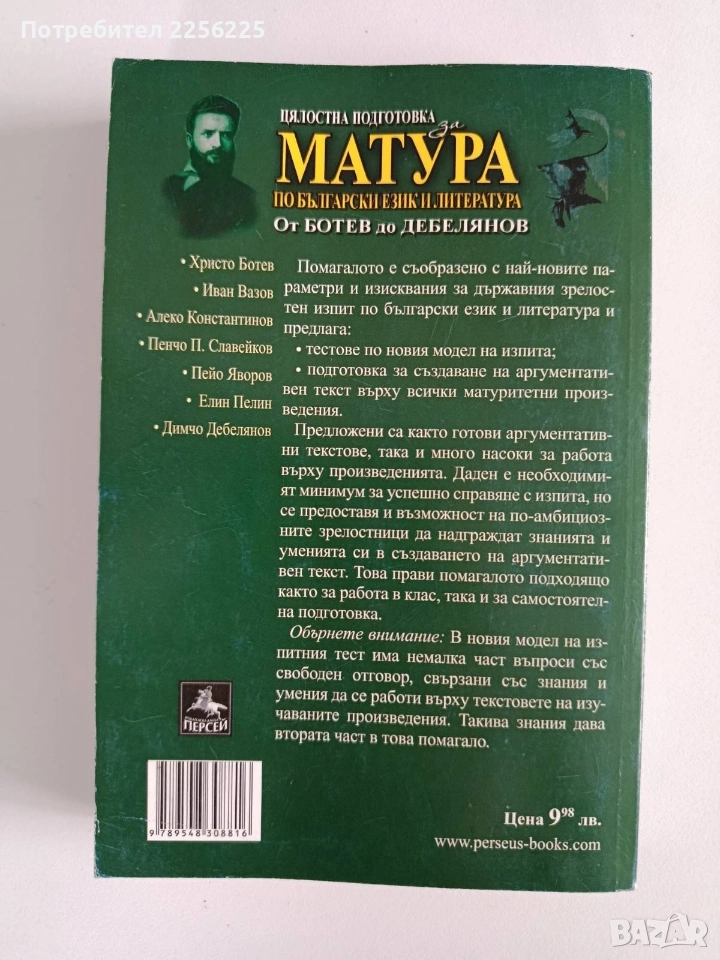 Потребител 2256225
ЦЯЛОСТНА ПОДГОТОВКА
за
МАТУРА
ПО БЪЛГАРСКИ ЕЗИК И ЛИТЕРАТУРА
От БОТЕВ до ДЕБЕЛЯНОВ
• Христо Ботев
• Иван Вазов
• Алеко Константинов
• Пенчо П. Славейков
• Пейо Яворов
• Елин Пелин
• Димчо Дебелянов
Помагалото е съобразено с най-новите па-
раметри и изисквания за държавния зрелос-
тен изпит по български език и литература и
предлага:
• тестове по новия модел на изпита;
• подготовка за създаване на аргументати-
вен текст върху всички матуритетни произ-
ведения.
Предложени са както готови аргументатив-
ни текстове, така и много насоки за работа
върху произведенията. Даден е необходими-
ят минимум за успешно справяне с изпита, но
се предоставя и възможност на по-амбициоз-
ните зрелостници да надграждат знанията и
уменията си в създаването на аргументати-
вен текст. Това прави помагалото подходящо
както за работа в клас, така и за самостоятел-
на подготовка.
Обърнете внимание: В новия модел на из-
питния тест има немалка част въпроси със
свободен отговор, свързани със знания и
умения да се работи върху текстовете на изу-
чаваните произведения. Такива знания дава
втората част в това помагало.
ПЕРСЕЙ
9 789548 308816
Цена 9⁹⁸ лв.
www.perseus-books.com
BAZAR